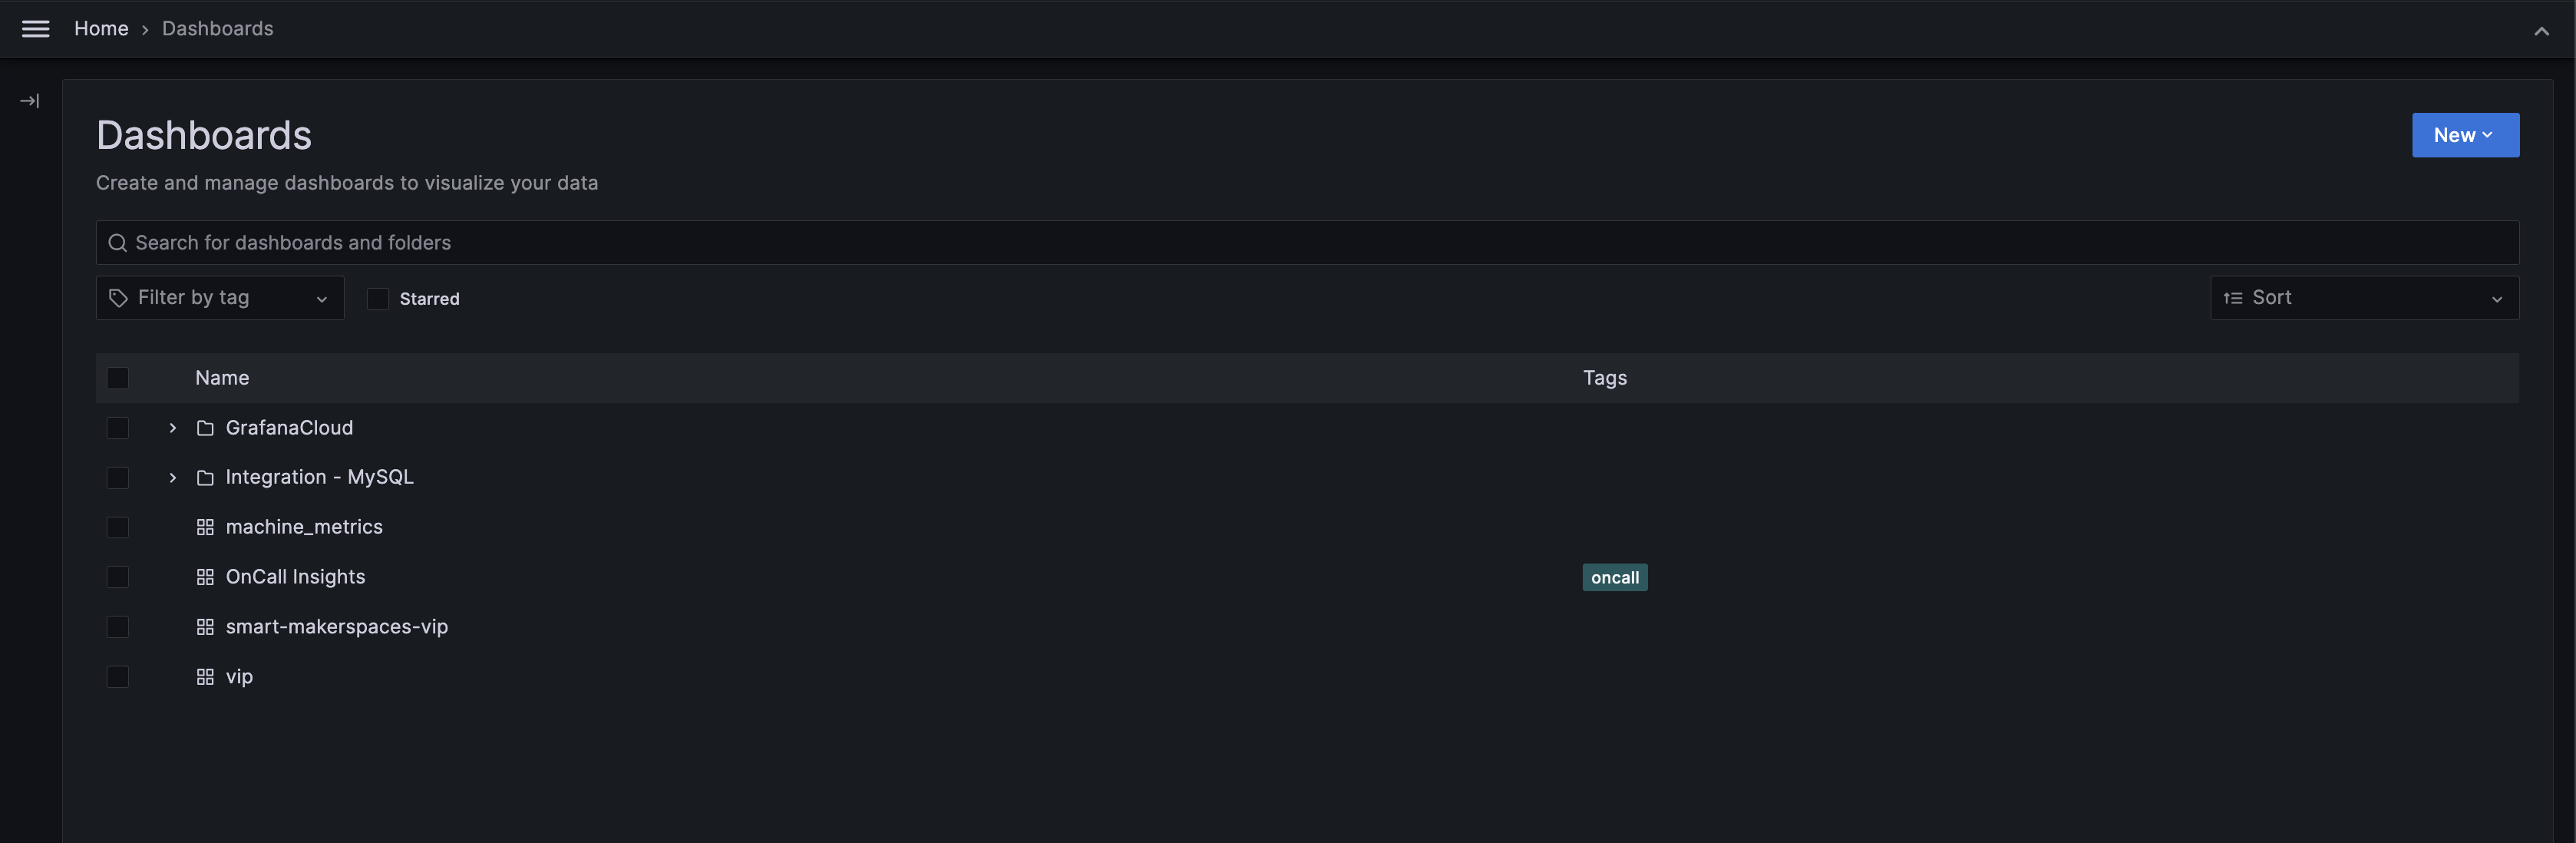 Home › Dashboards
Dashboards
New
Create and manage dashboards to visualize your data
Search for dashboards and folders
Filter by tag
Starred
Sort
Name Tags
GrafanaCloud
Integration - MySQL
machine_metrics
OnCall Insights oncall
smart-makerspaces-vip
vip